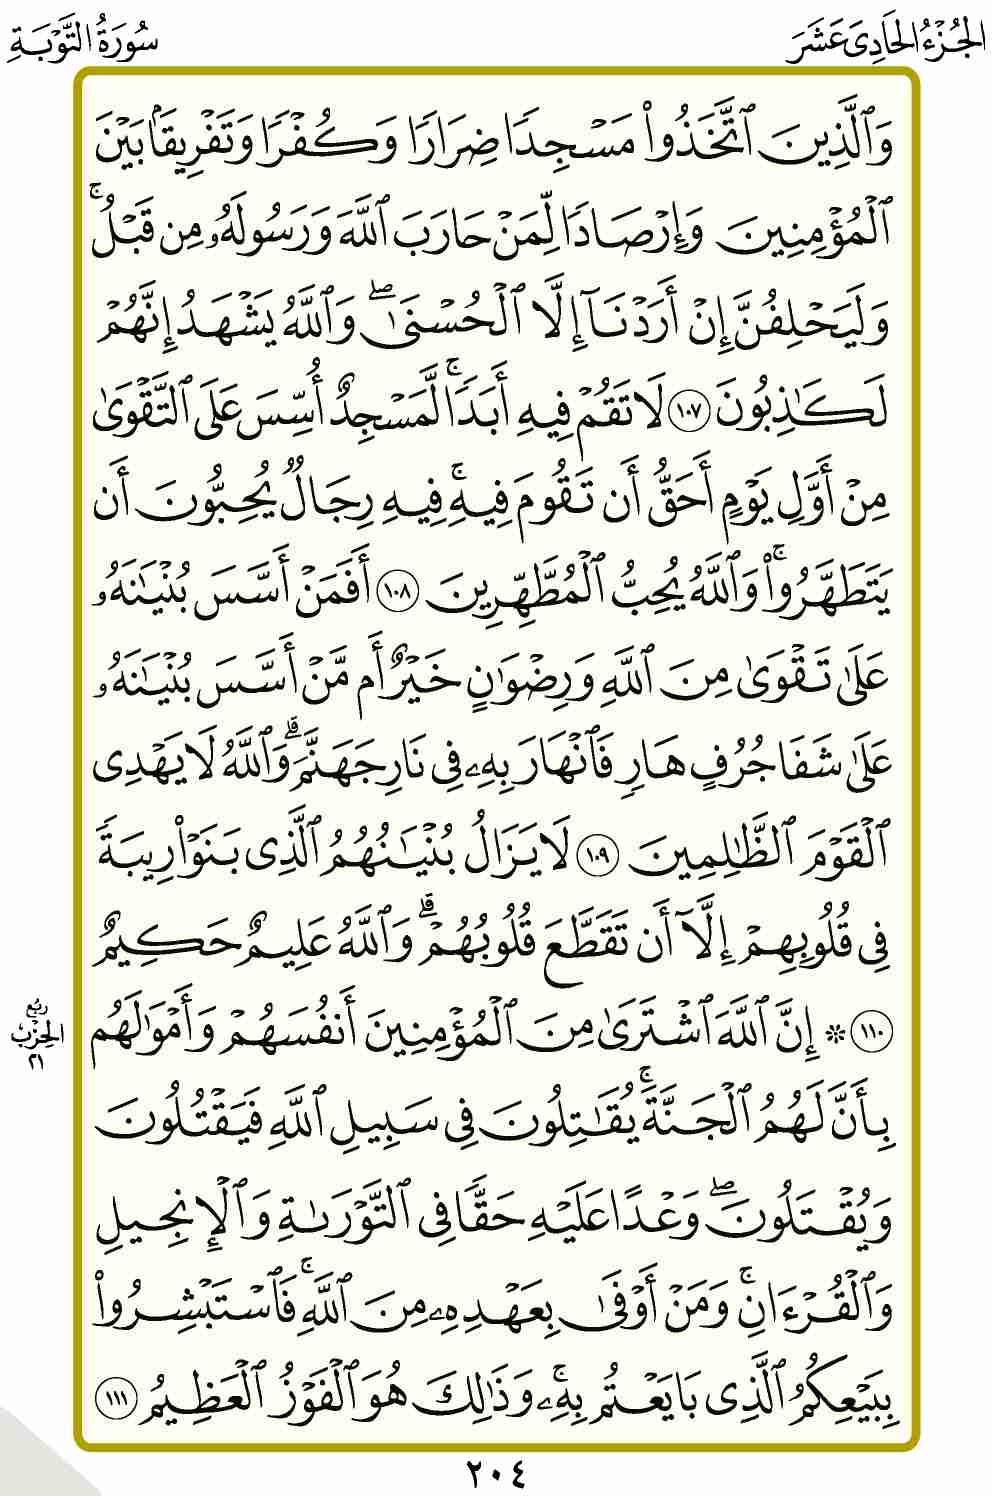 الجُزْءُ الحَادِيَ عَشَرَ
سُورَةُ التَّوْبَةِ
وَٱلَّذِينَ ٱتَّخَذُوا۟ مَسْجِدًۭا ضِرَارًۭا وَكُفْرًۭا وَتَفْرِيقًۢا بَيْنَ
ٱلْمُؤْمِنِينَ وَإِرْصَادًۭا لِّمَنْ حَارَبَ ٱللَّهَ وَرَسُولَهُۥ مِن قَبْلُ ۚ
وَلَيَحْلِفُنَّ إِنْ أَرَدْنَآ إِلَّا ٱلْحُسْنَىٰ ۖ وَٱللَّهُ يَشْهَدُ إِنَّهُمْ
لَكَـٰذِبُونَ ١٠٧ لَا تَقُمْ فِيهِ أَبَدًۭا ۚ لَّمَسْجِدٌ أُسِّسَ عَلَى ٱلتَّقْوَىٰ
مِنْ أَوَّلِ يَوْمٍ أَحَقُّ أَن تَقُومَ فِيهِ ۚ فِيهِ رِجَالٌۭ يُحِبُّونَ أَن
يَتَطَهَّرُوا۟ ۚ وَٱللَّهُ يُحِبُّ ٱلْمُطَّهِّرِينَ ١٠٨ أَفَمَنْ أَسَّسَ بُنْيَـٰنَهُۥ
عَلَىٰ تَقْوَىٰ مِنَ ٱللَّهِ وَرِضْوَٰنٍ خَيْرٌ أَم مَّنْ أَسَّسَ بُنْيَـٰنَهُۥ
عَلَىٰ شَفَا جُرُفٍ هَارٍۢ فَٱنْهَارَ بِهِۦ فِى نَارِ جَهَنَّمَ ۗ وَٱللَّهُ لَا يَهْدِى
ٱلْقَوْمَ ٱلظَّـٰلِمِينَ ١٠٩ لَا يَزَالُ بُنْيَـٰنُهُمُ ٱلَّذِى بَنَوْا۟ رِيبَةًۭ
فِى قُلُوبِهِمْ إِلَّآ أَن تَقَطَّعَ قُلُوبُهُمْ ۗ وَٱللَّهُ عَلِيمٌ حَكِيمٌ
١١٠ ۞ إِنَّ ٱللَّهَ ٱشْتَرَىٰ مِنَ ٱلْمُؤْمِنِينَ أَنفُسَهُمْ وَأَمْوَٰلَهُم
ربع
الحزب
٢١
بِأَنَّ لَهُمُ ٱلْجَنَّةَ ۚ يُقَـٰتِلُونَ فِى سَبِيلِ ٱللَّهِ فَيَقْتُلُونَ
وَيُقْتَلُونَ ۖ وَعْدًا عَلَيْهِ حَقًّۭا فِى ٱلتَّوْرَىٰةِ وَٱلْإِنجِيلِ
وَٱلْقُرْءَانِ ۚ وَمَنْ أَوْفَىٰ بِعَهْدِهِۦ مِنَ ٱللَّهِ ۚ فَٱسْتَبْشِرُوا۟
بِبَيْعِكُمُ ٱلَّذِى بَايَعْتُم بِهِۦ ۚ وَذَٰلِكَ هُوَ ٱلْفَوْزُ ٱلْعَظِيمُ ١١١
٢٠٤